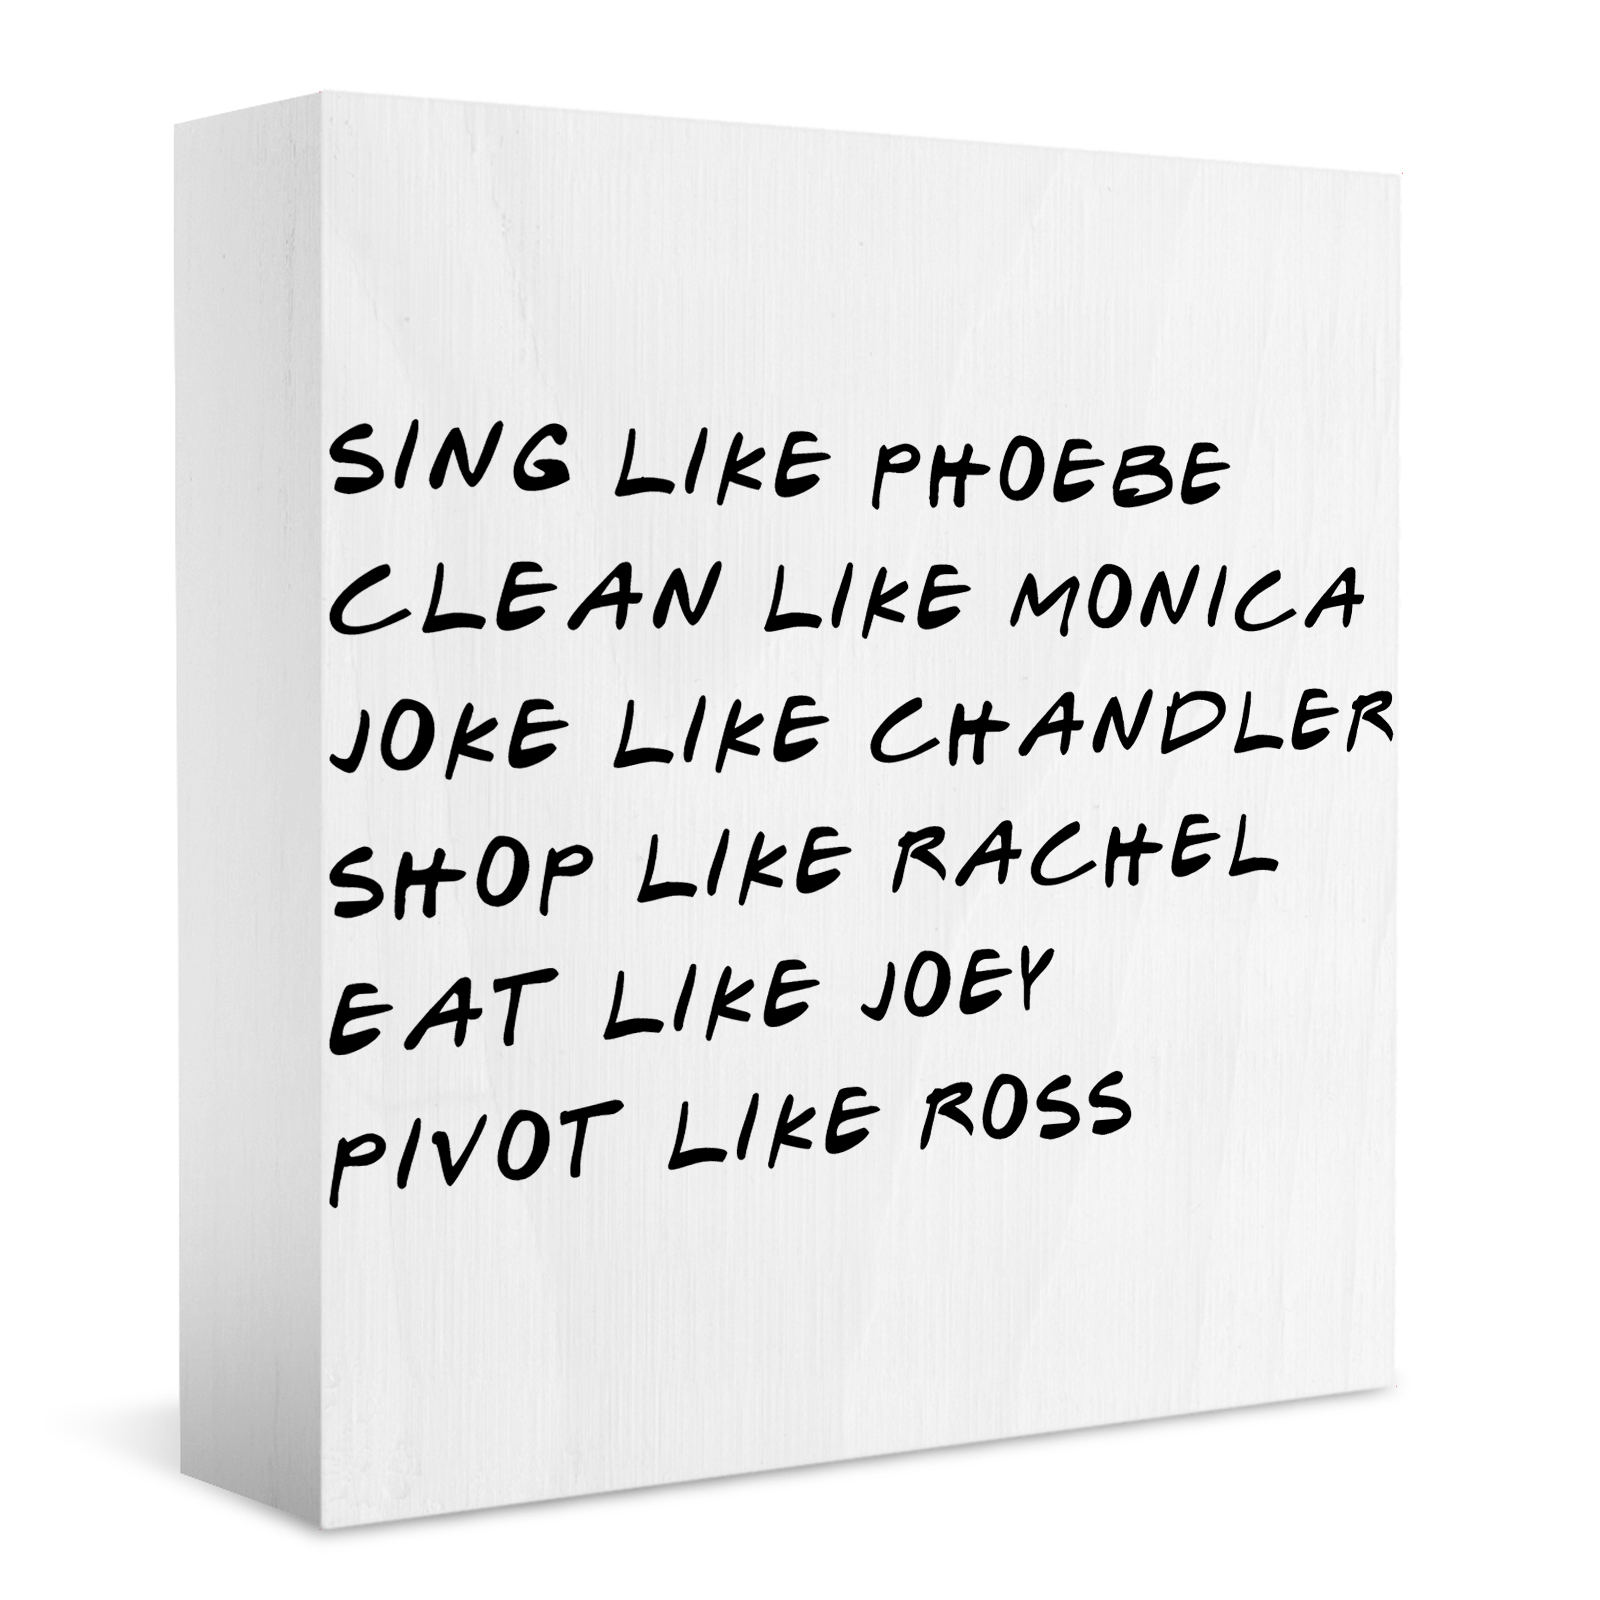 SING LIKE PHOEBE
CLEAN LIKE MONICA
JOKE LIKE CHANDLER
SHOP LIKE RACHEL
EAT LIKE JOEY
PIVOT LIKE ROSS